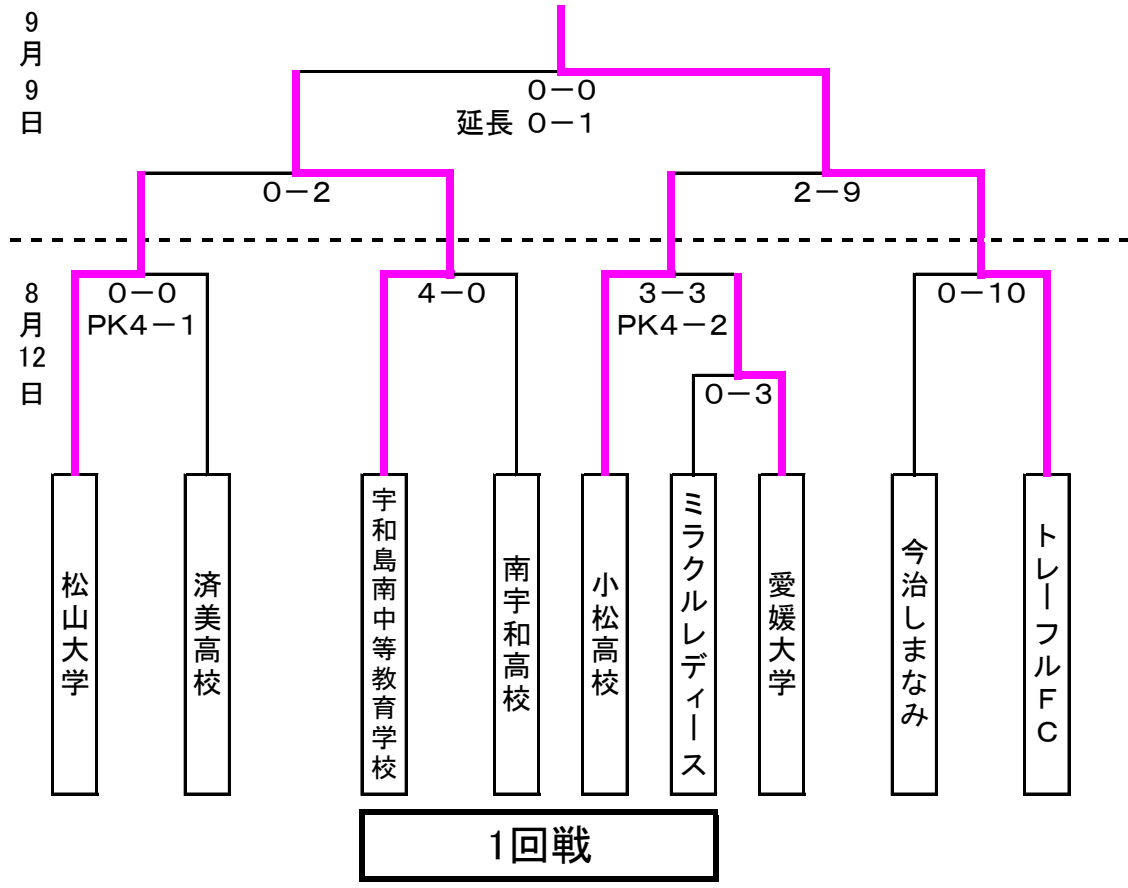 9月9日
0-0
延長 0-1
0-2
2-9
8月12日
0-0
PK4-1
4-0
3-3
PK4-2
0-10
0-3
松山大学
済美高校
宇和島南中等教育学校
南宇和高校
小松高校
ミラクルレディース
愛媛大学
今治しまなみ
トレーフルFC
1回戦